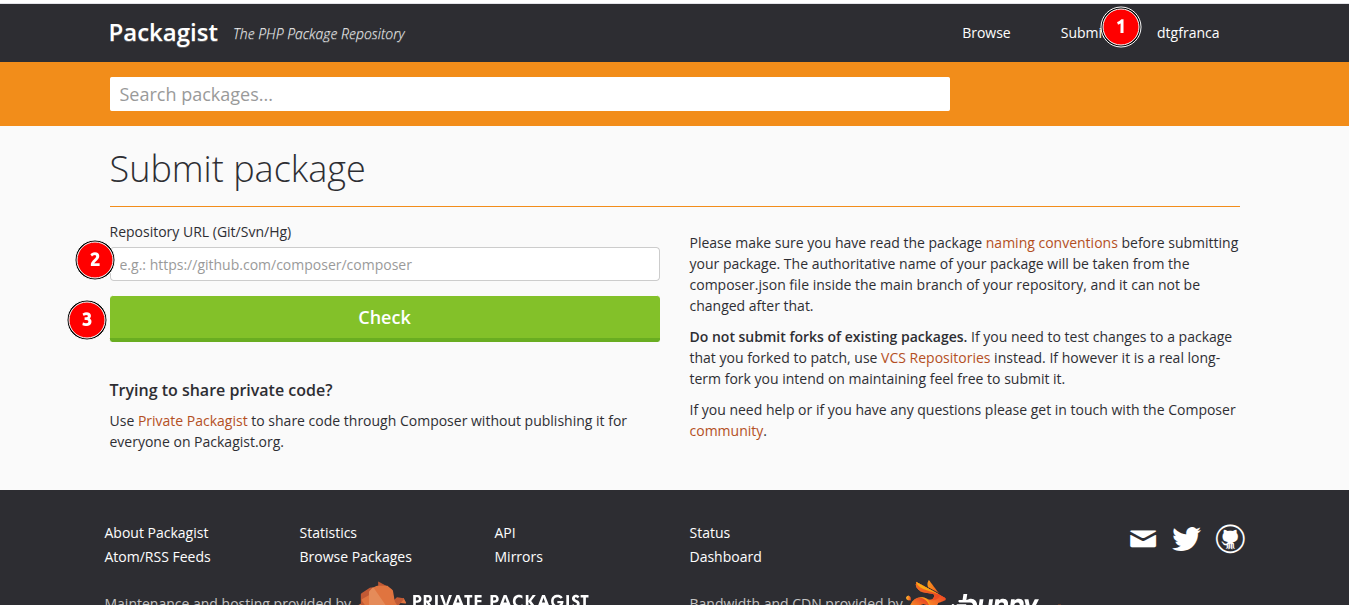 Packagist The PHP Package Repository
Browse Submi 1 dtgfranca
Search packages...
Submit package
Repository URL (Git/Svn/Hg)
2 e.g.: https://github.com/composer/composer
3 Check
Trying to share private code?
Use Private Packagist to share code through Composer without publishing it for
everyone on Packagist.org.
Please make sure you have read the package naming conventions before submitting
your package. The authoritative name of your package will be taken from the
composer.json file inside the main branch of your repository, and it can not be
changed after that.
Do not submit forks of existing packages. If you need to test changes to a package
that you forked to patch, use VCS Repositories instead. If however it is a real long-
term fork you intend on maintaining feel free to submit it.
If you need help or if you have any questions please get in touch with the Composer
community.
About Packagist
Atom/RSS Feeds
Statistics
Browse Packages
API
Mirrors
Status
Dashboard
Maintenance and hosting provided by PRIVATE PACKAGIST
Bandwidth and CDN provided by bunny